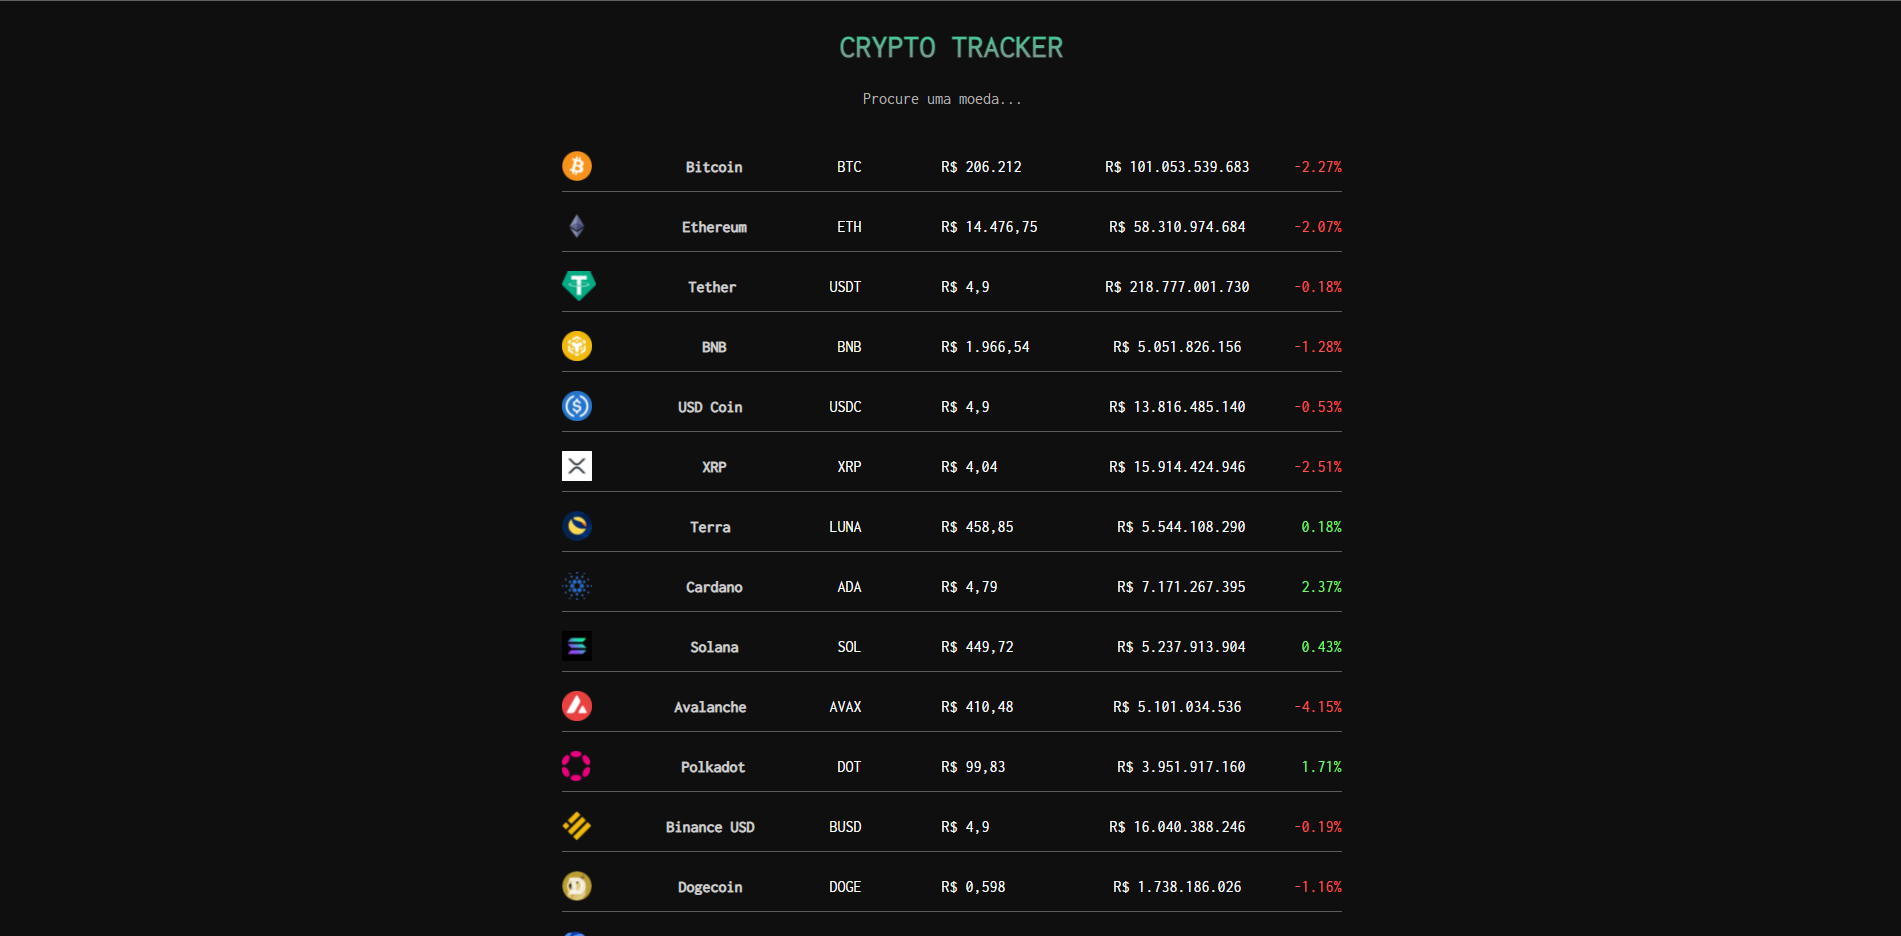 CRYPTO TRACKER
Procure uma moeda...
Bitcoin BTC R$ 206.212 R$ 101.053.539.683 -2.27%
Ethereum ETH R$ 14.476,75 R$ 58.310.974.684 -2.07%
Tether USDT R$ 4,9 R$ 218.777.001.730 -0.18%
BNB BNB R$ 1.966,54 R$ 5.051.826.156 -1.28%
USD Coin USDC R$ 4,9 R$ 13.816.485.140 -0.53%
XRP XRP R$ 4,04 R$ 15.914.424.946 -2.51%
Terra LUNA R$ 458,85 R$ 5.544.108.290 0.18%
Cardano ADA R$ 4,79 R$ 7.171.267.395 2.37%
Solana SOL R$ 449,72 R$ 5.237.913.904 0.43%
Avalanche AVAX R$ 410,48 R$ 5.101.034.536 -4.15%
Polkadot DOT R$ 99,83 R$ 3.951.917.160 1.71%
Binance USD BUSD R$ 4,9 R$ 16.040.388.246 -0.19%
Dogecoin DOGE R$ 0,598 R$ 1.738.186.026 -1.16%